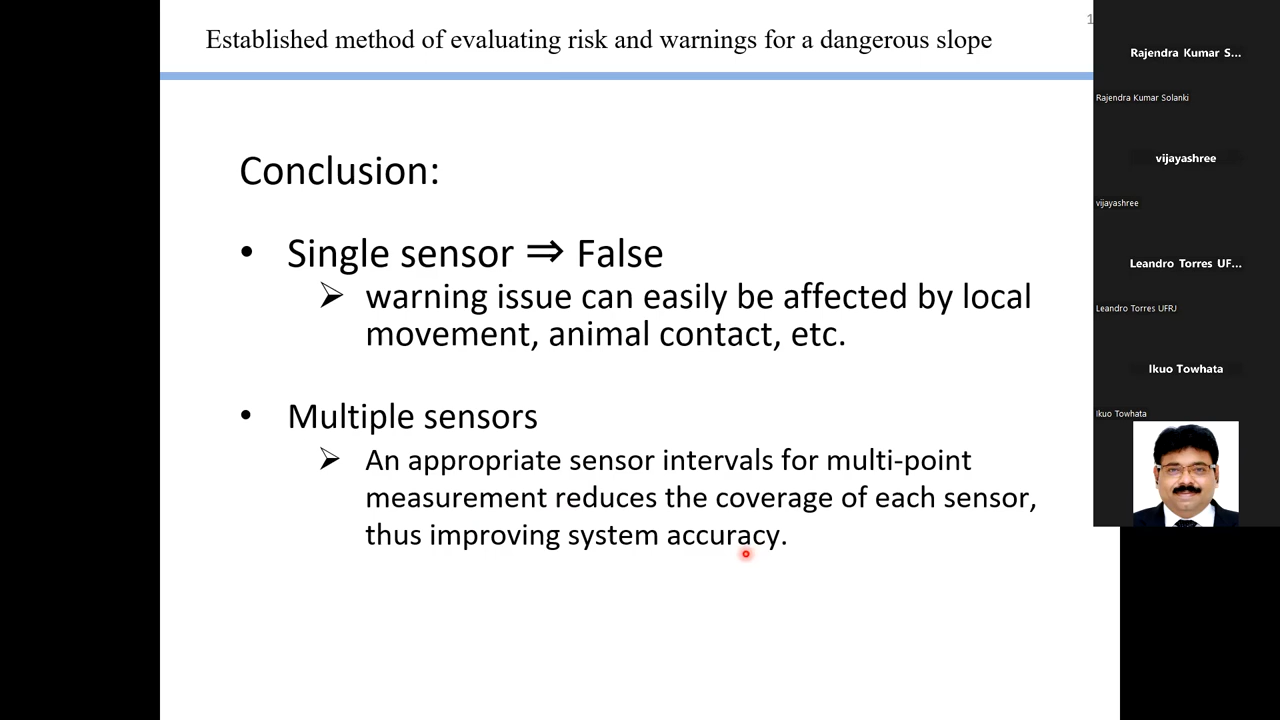 Established method of evaluating risk and warnings for a dangerous slope
1
Conclusion:
• Single sensor ⇒ False
➢ warning issue can easily be affected by local
movement, animal contact, etc.
• Multiple sensors
➢ An appropriate sensor intervals for multi-point
measurement reduces the coverage of each sensor,
thus improving system accuracy.
Rajendra Kumar S...
Rajendra Kumar Solanki
vijayashree
vijayashree
Leandro Torres UF...
Leandro Torres UFRJ
Ikuo Towhata
Ikuo Towhata